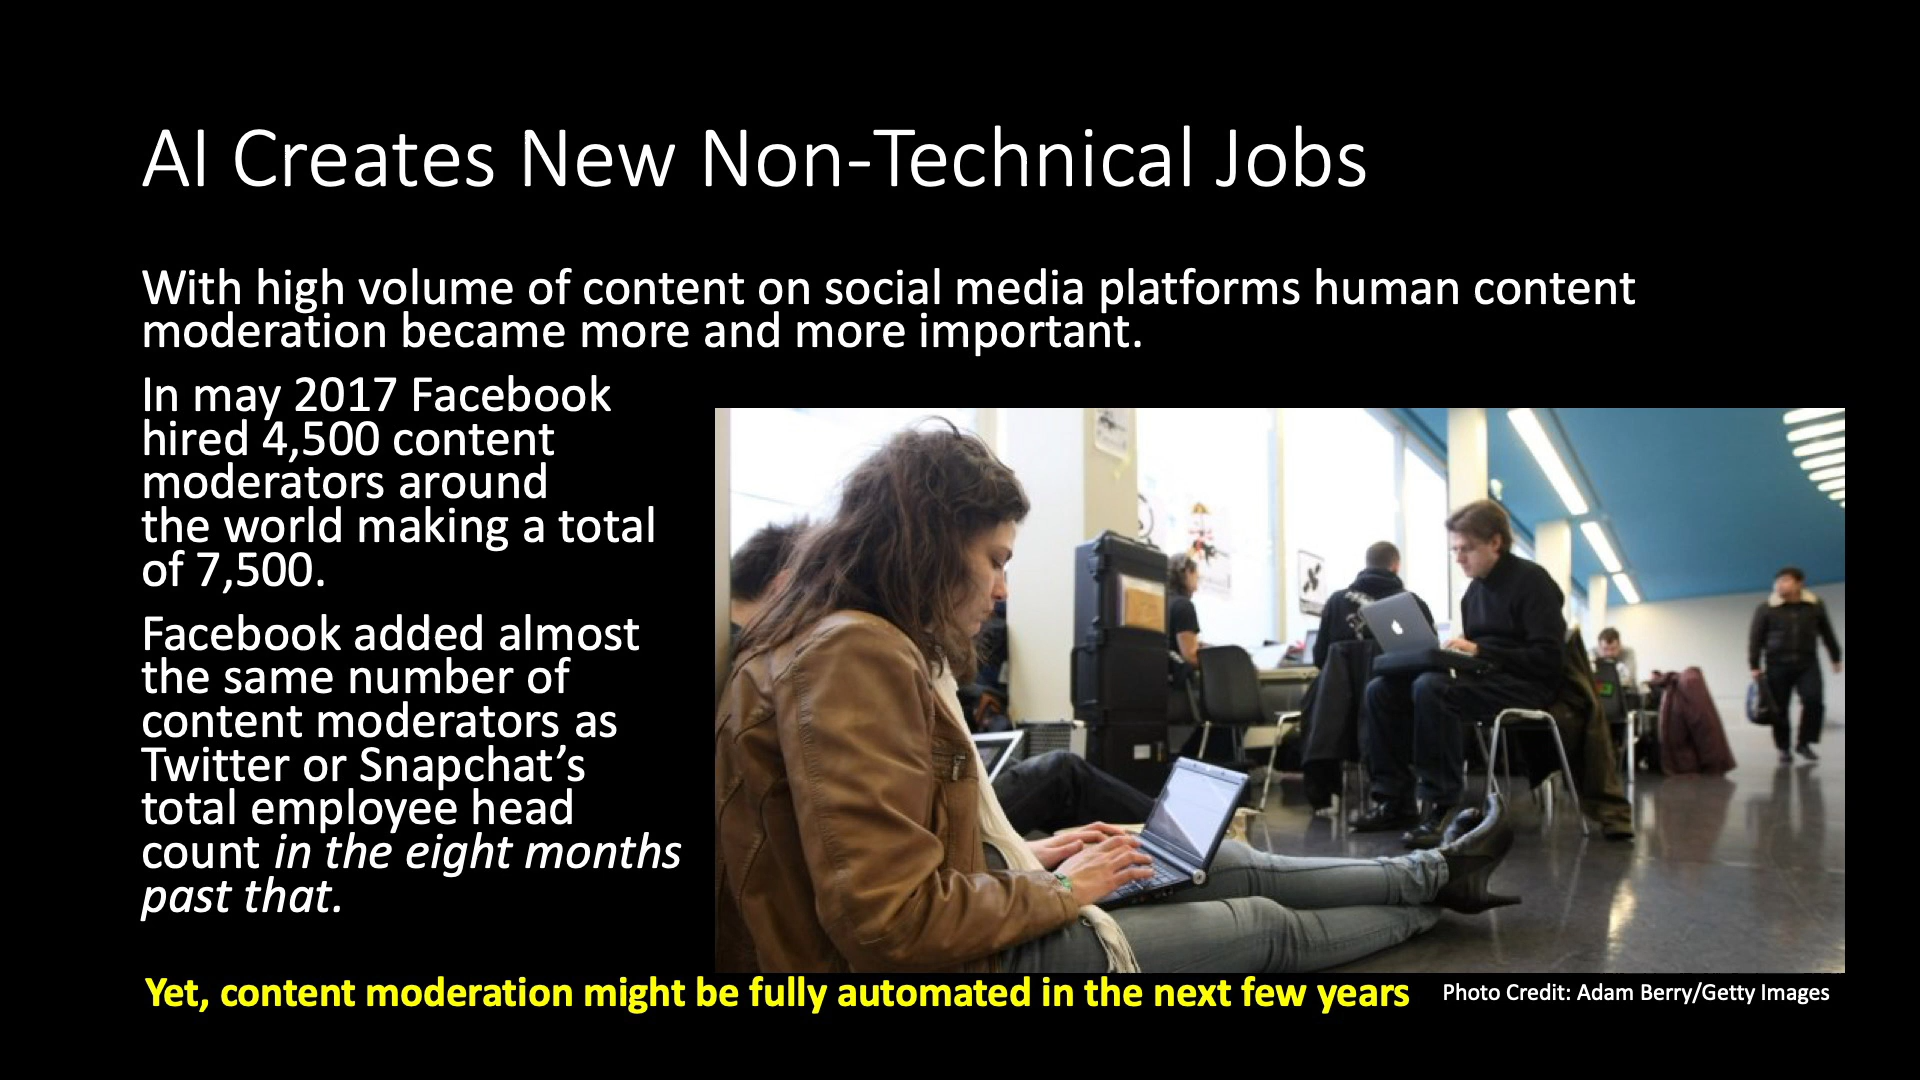 AI Creates New Non-Technical Jobs
With high volume of content on social media platforms human content
moderation became more and more important.
In may 2017 Facebook
hired 4,500 content
moderators around
the world making a total
of 7,500.
Facebook added almost
the same number of
content moderators as
Twitter or Snapchat’s
total employee head
count in the eight months
past that.
Yet, content moderation might be fully automated in the next few years
Photo Credit: Adam Berry/Getty Images